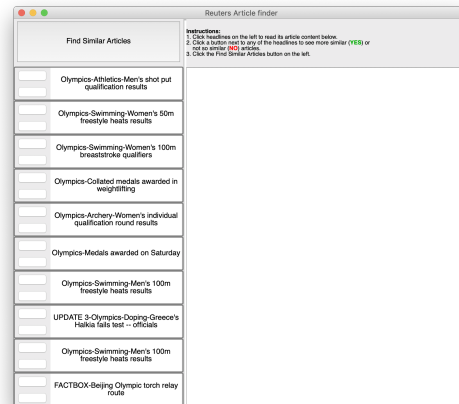 Reuters Article finder
Find Similar Articles
Instructions:
1. Click headlines on the left to read its article content below.
2. Click a button next to any of the headlines to see more similar (YES) or
not so similar (NO) articles.
3. Click the Find Similar Articles button on the left.
Olympics-Athletics-Men's shot put
qualification results
Olympics-Swimming-Women's 50m
freestyle heats results
Olympics-Swimming-Women's 100m
breaststroke qualifiers
Olympics-Collated medals awarded in
weightlifting
Olympics-Archery-Women's individual
qualification round results
Olympics-Medals awarded on Saturday
Olympics-Swimming-Men's 100m
freestyle heats results
UPDATE 3-Olympics-Doping-Greece's
Halkia fails test -- officials
Olympics-Swimming-Men's 100m
freestyle heats results
FACTBOX-Beijing Olympic torch relay
route